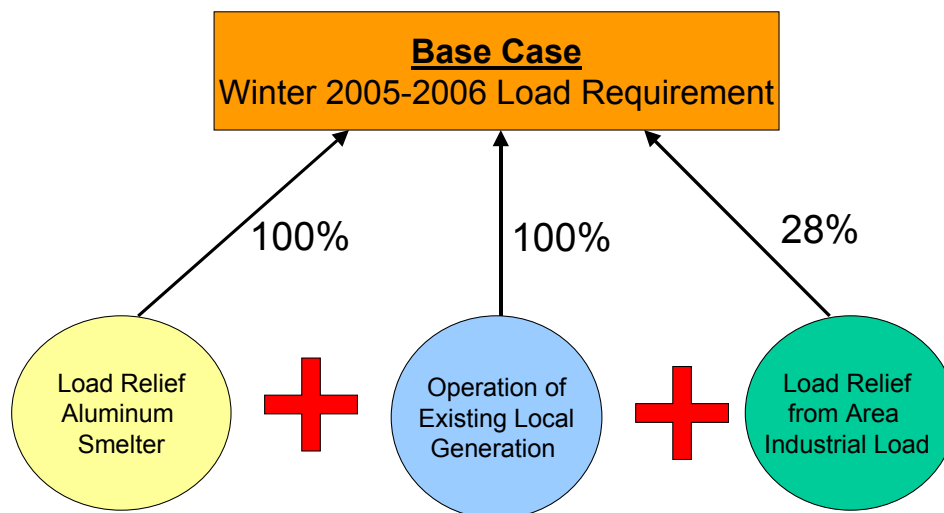 Base Case
Winter 2005-2006 Load Requirement
100%
100%
28%
Load Relief
Aluminum
Smelter
Operation of
Existing Local
Generation
Load Relief
from Area
Industrial Load